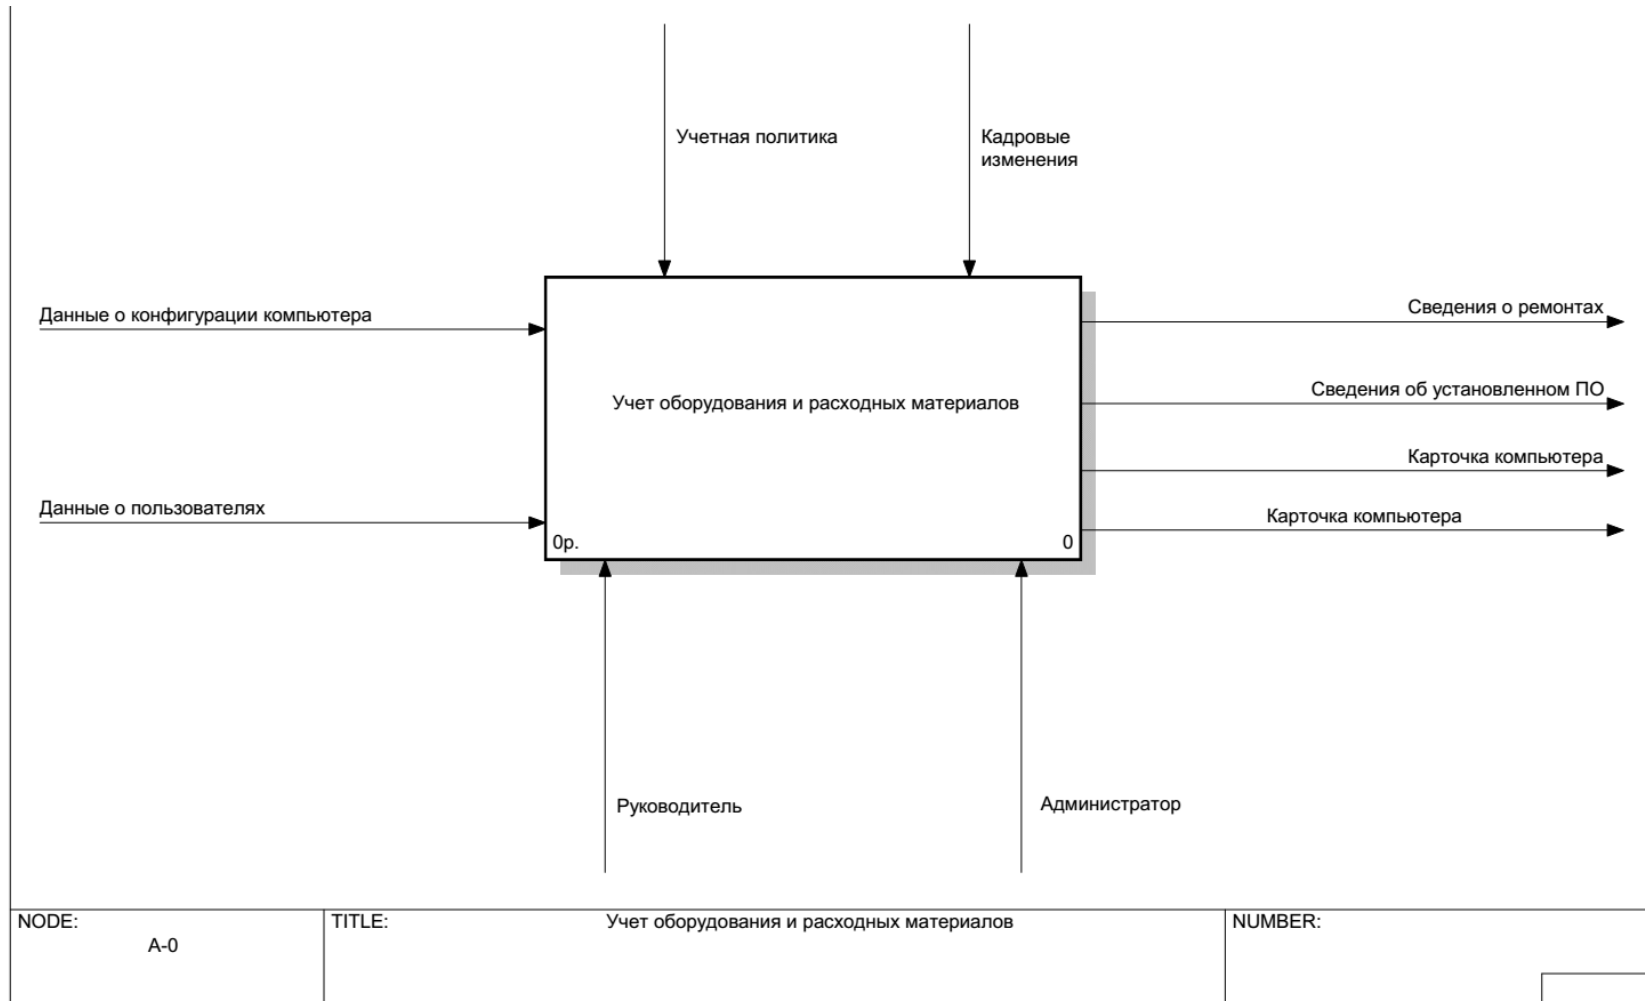 Учетная политика
Кадровые
изменения
Данные о конфигурации компьютера
Сведения о ремонтах
Учет оборудования и расходных материалов
Сведения об установленном ПО
Карточка компьютера
Данные о пользователях
Карточка компьютера
0р.
0
Руководитель
Администратор
NODE:
TITLE:
Учет оборудования и расходных материалов
NUMBER:
A-0